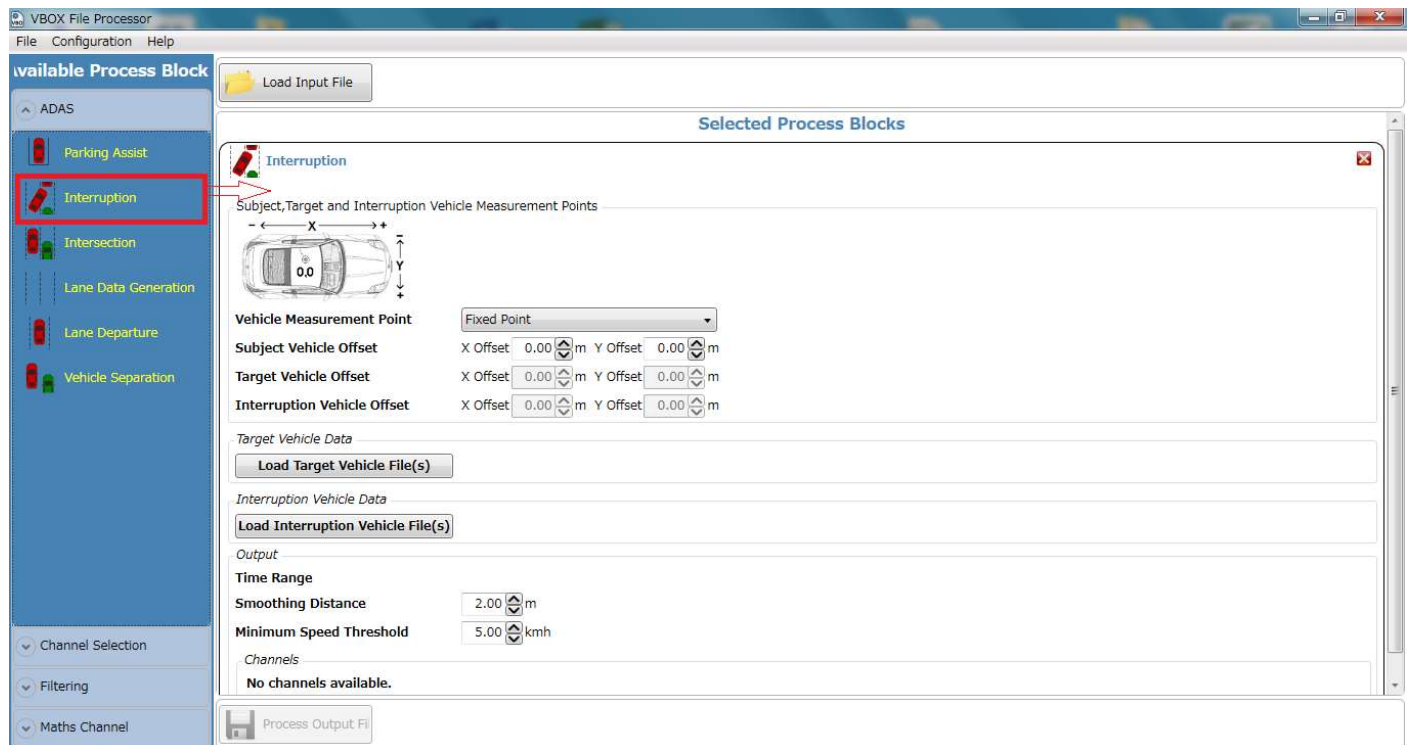 VBOX File Processor
File Configuration Help
Available Process Block
Load Input File
ADAS
Parking Assist
Interruption
Intersection
Lane Data Generation
Lane Departure
Vehicle Separation
Channel Selection
Filtering
Maths Channel
Selected Process Blocks
Interruption
Subject,Target and Interruption Vehicle Measurement Points
- X +
0.0
-
Y
+
Vehicle Measurement Point Fixed Point
Subject Vehicle Offset X Offset 0.00 m Y Offset 0.00 m
Target Vehicle Offset X Offset 0.00 m Y Offset 0.00 m
Interruption Vehicle Offset X Offset 0.00 m Y Offset 0.00 m
Target Vehicle Data
Load Target Vehicle File(s)
Interruption Vehicle Data
Load Interruption Vehicle File(s)
Output
Time Range
Smoothing Distance 2.00 m
Minimum Speed Threshold 5.00 kmh
Channels
No channels available.
Process Output Fi